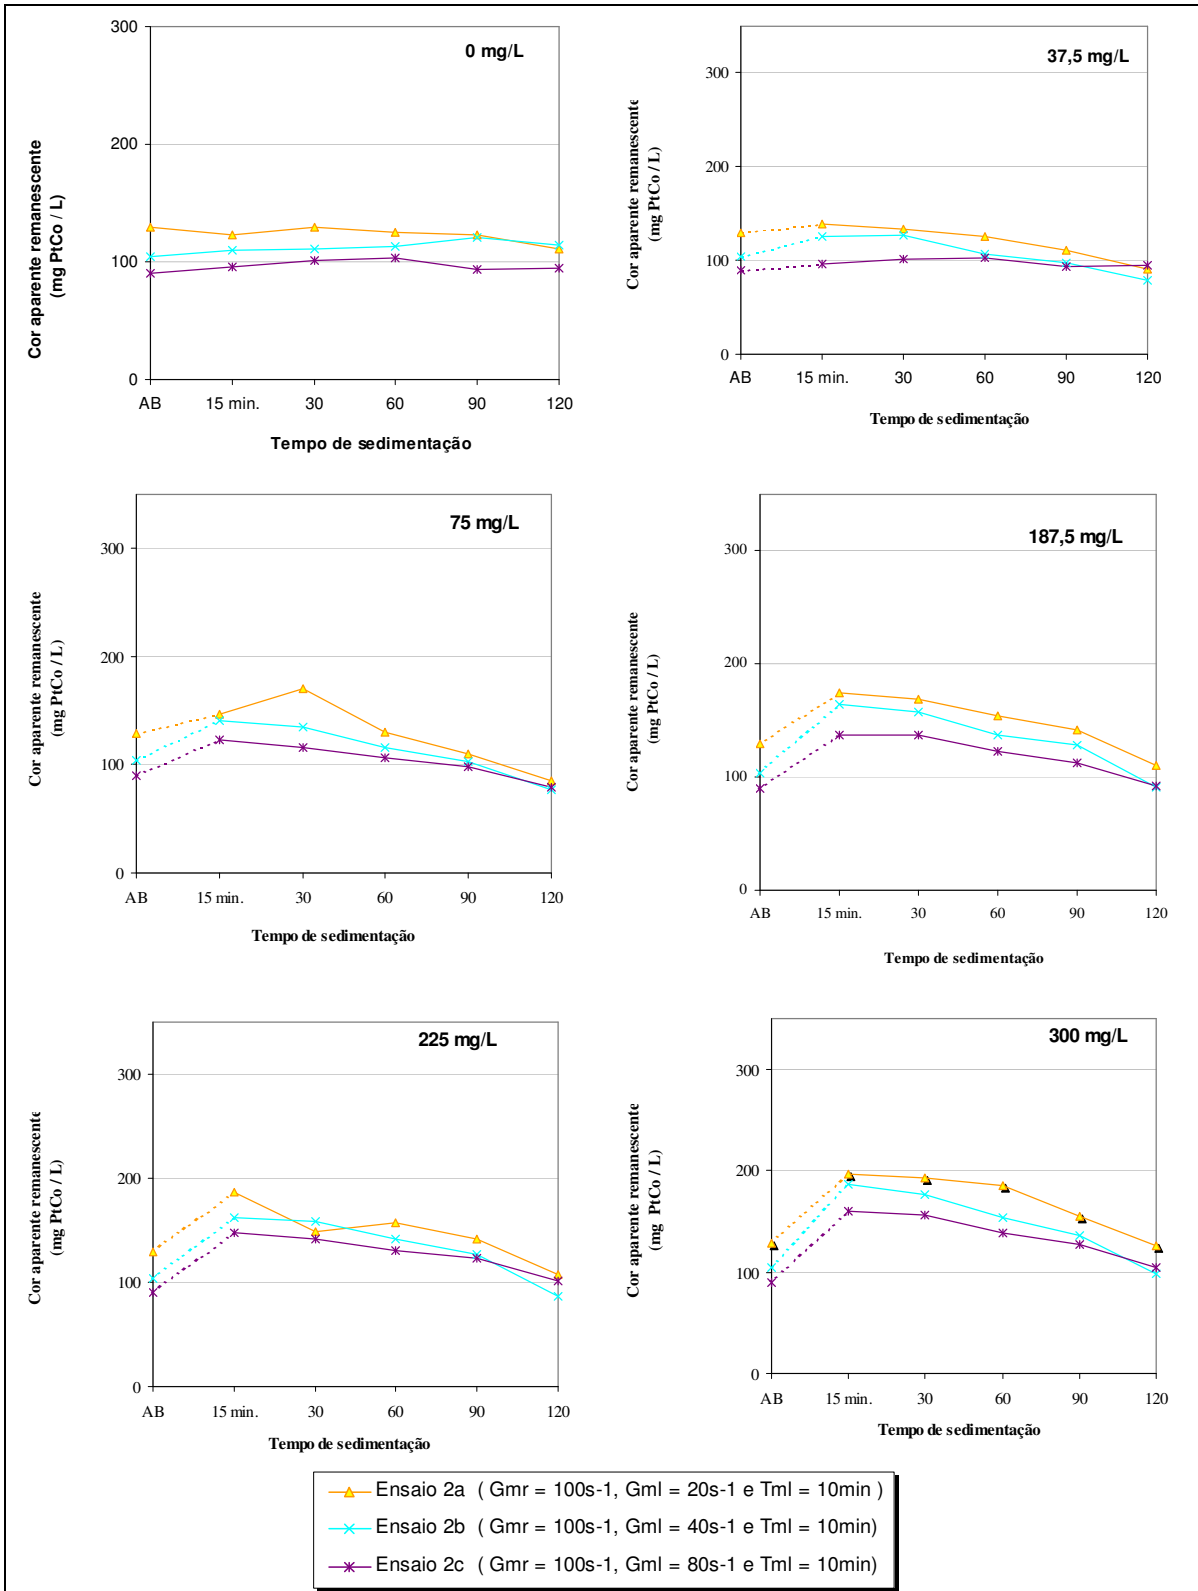 300
200
100
0
0 mg/L
Cor aparente remanescente
(mg PtCo / L)
AB 15 min. 30 60 90 120
Tempo de sedimentação
300
200
100
0
37,5 mg/L
Cor aparente remanescente
(mg PtCo / L)
AB 15 min. 30 60 90 120
Tempo de sedimentação
300
200
100
0
75 mg/L
Cor aparente remanescente
(mg PtCo / L)
AB 15 min. 30 60 90 120
Tempo de sedimentação
300
200
100
0
187,5 mg/L
Cor aparente remanescente
(mg PtCo / L)
AB 15 min. 30 60 90 120
Tempo de sedimentação
300
200
100
0
225 mg/L
Cor aparente remanescente
(mg PtCo / L)
AB 15 min. 30 60 90 120
Tempo de sedimentação
300
200
100
0
300 mg/L
Cor aparente remanescente
(mg PtCo / L)
AB 15 min. 30 60 90 120
Tempo de sedimentação
Ensaio 2a ( Gmr = 100s-1, Gml = 20s-1 e Tml = 10min )
Ensaio 2b ( Gmr = 100s-1, Gml = 40s-1 e Tml = 10min)
Ensaio 2c ( Gmr = 100s-1, Gml = 80s-1 e Tml = 10min)